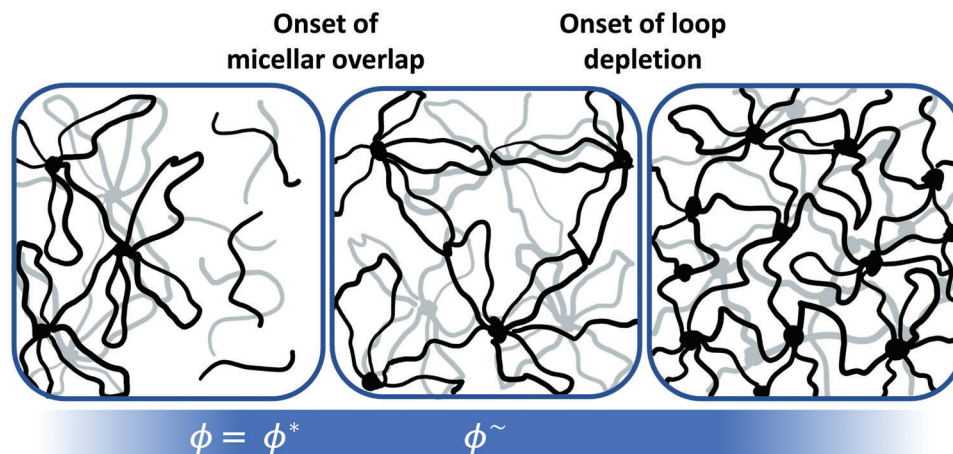 Onset of
micellar overlap
Onset of loop
depletion
ϕ = ϕ*
ϕ~